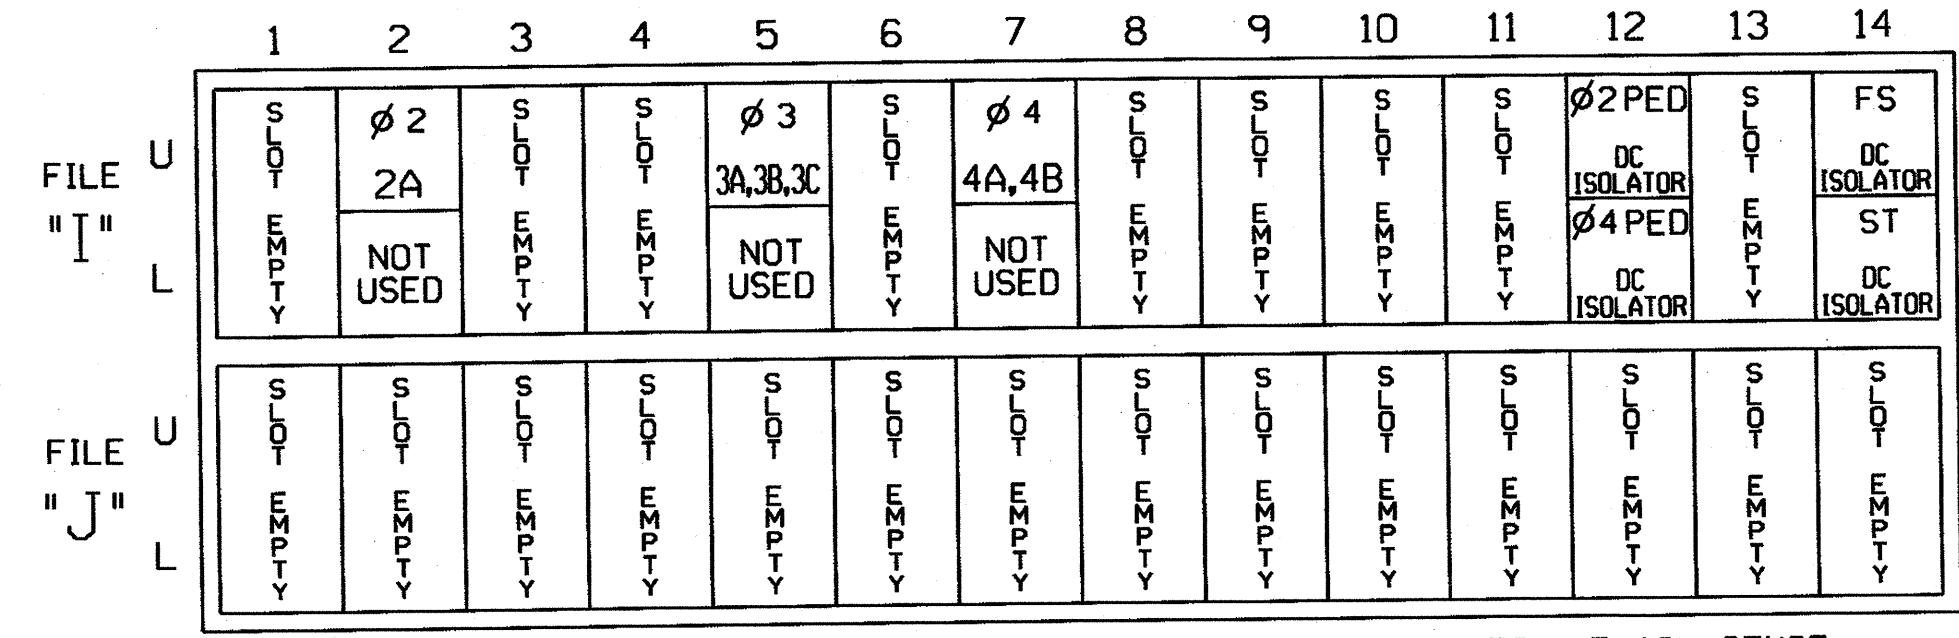 1 2 3 4 5 6 7 8 9 10 11 12 13 14
FILE "I"
U
L
SLOT EMPTY
ø 2
2A
NOT USED
SLOT EMPTY
SLOT EMPTY
ø 3
3A,3B,3C
NOT USED
SLOT EMPTY
ø 4
4A,4B
NOT USED
SLOT EMPTY
SLOT EMPTY
SLOT EMPTY
SLOT EMPTY
ø2 PED
DC ISOLATOR
ø4 PED
DC ISOLATOR
SLOT EMPTY
FS
DC ISOLATOR
ST
DC ISOLATOR
FILE "J"
U
L
SLOT EMPTY
SLOT EMPTY
SLOT EMPTY
SLOT EMPTY
SLOT EMPTY
SLOT EMPTY
SLOT EMPTY
SLOT EMPTY
SLOT EMPTY
SLOT EMPTY
SLOT EMPTY
SLOT EMPTY
SLOT EMPTY
SLOT EMPTY